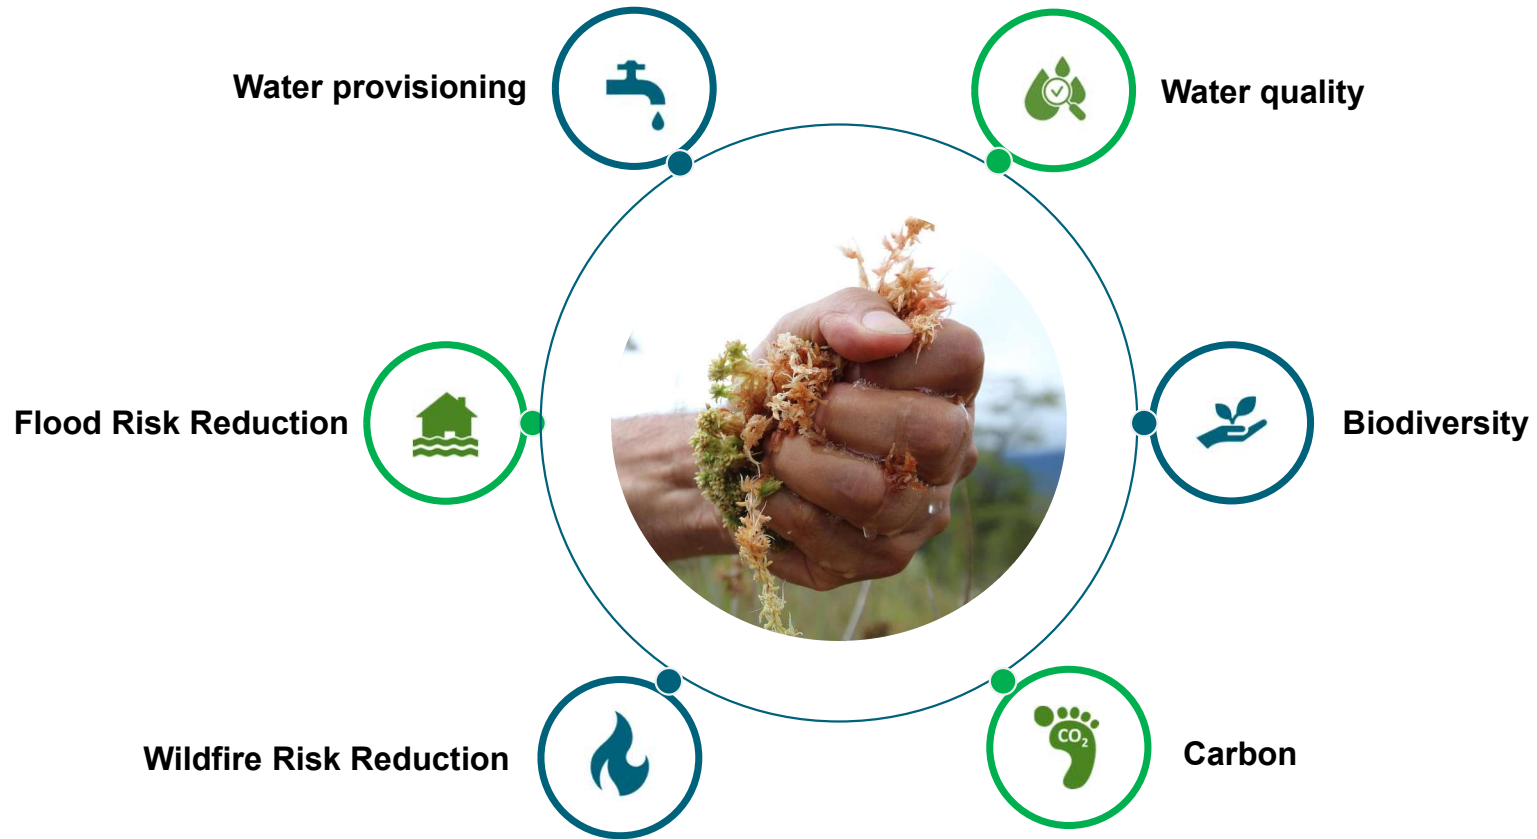 Water provisioning
Water quality
Flood Risk Reduction
Biodiversity
Wildfire Risk Reduction
CO₂
Carbon